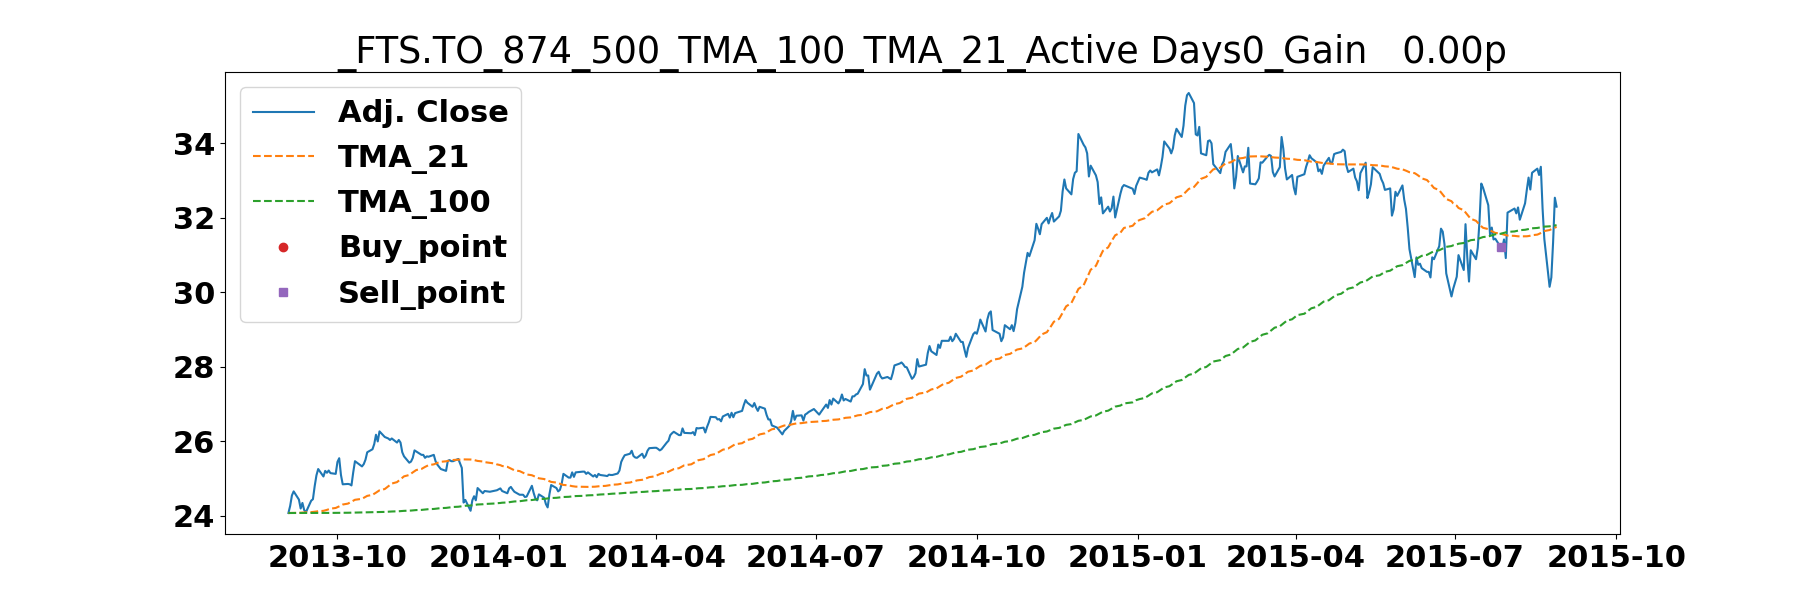 _FTS.TO_874_500_TMA_100_TMA_21_Active Days0_Gain   0.00p
Adj. Close
TMA_21
TMA_100
Buy_point
Sell_point
34
32
30
28
26
24
2013-10 2014-01 2014-04 2014-07 2014-10 2015-01 2015-04 2015-07 2015-10